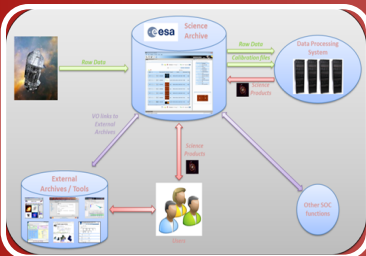 esa
Science
Archive
Raw Data
Raw Data
Calibration files
Science
Products
Data Processing
System
VO links to
External
Archives
Science
Products
External
Archives / Tools
Users
Other SOC
functions